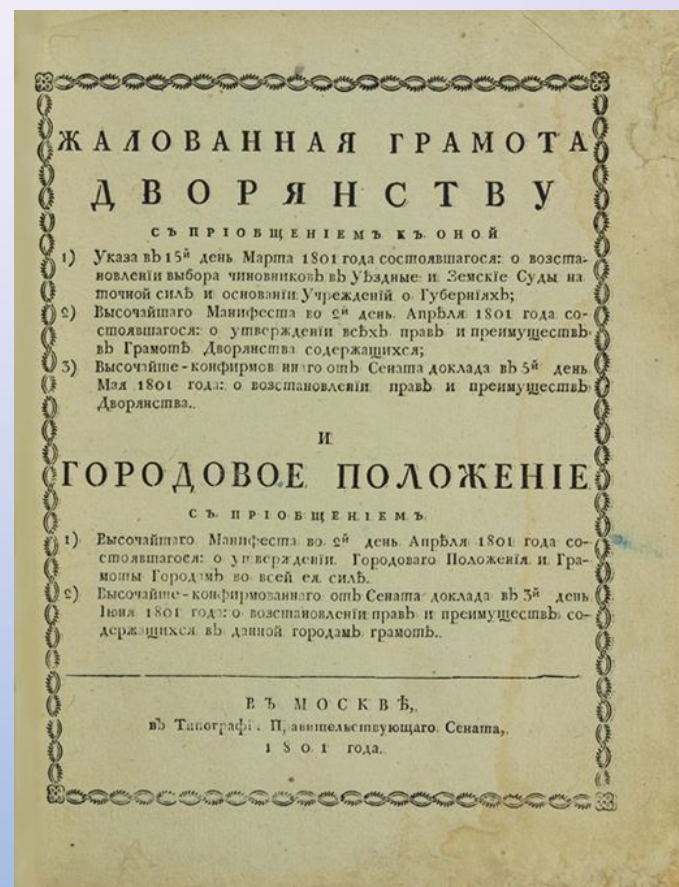 ЖАЛОВАННАЯ ГРАМОТА
ДВОРЯНСТВУ
СЪ ПРІОБЩЕНІЕМЪ КЪ ОНОЙ
1) Указа вЪ 15й день Марта 1801 года состоявшагося: о возста-
новленіи выбора чиновниковЪ вЪ УѢздные и Земскіе Суды на
точной силѢ и основаніи Учрежденій о ГуберніяхЪ;
2) Высочайшаго Манифеста во 2й день АпрѢля 1801 года со-
стоявшагося: о утвержденіи всѢхЪ правЪ и преимуществЪ
вЪ ГрамотѢ Дворянства содержащихся;
3) Высочайше-конфирмов ннаго отЪ Сената доклада вЪ 5й день
Мая 1801 года: о возстановленіи правЪ и преимуществЪ
Дворянства.
И
ГОРОДОВОЕ ПОЛОЖЕНІЕ
СЪ ПРІОБЩЕНІЕМЪ
1) Высочайшаго Манифеста во 2й день АпрѢля 1801 года со-
стоявшагося: о утвержденіи Городоваго Положенія и Гра-
моты ГородамЪ во всей ея силѢ.
2) Высочайше-конфирмованнаго отЪ Сената доклада вЪ 3й день
Іюня 1801 года: о возстановленіи правЪ и преимуществЪ со-
держащихся вЪ данной городамЪ грамотѢ.
ВЪ МОСКВѢ,
вЪ Типографіи Правительствующаго Сената,
1801 года.